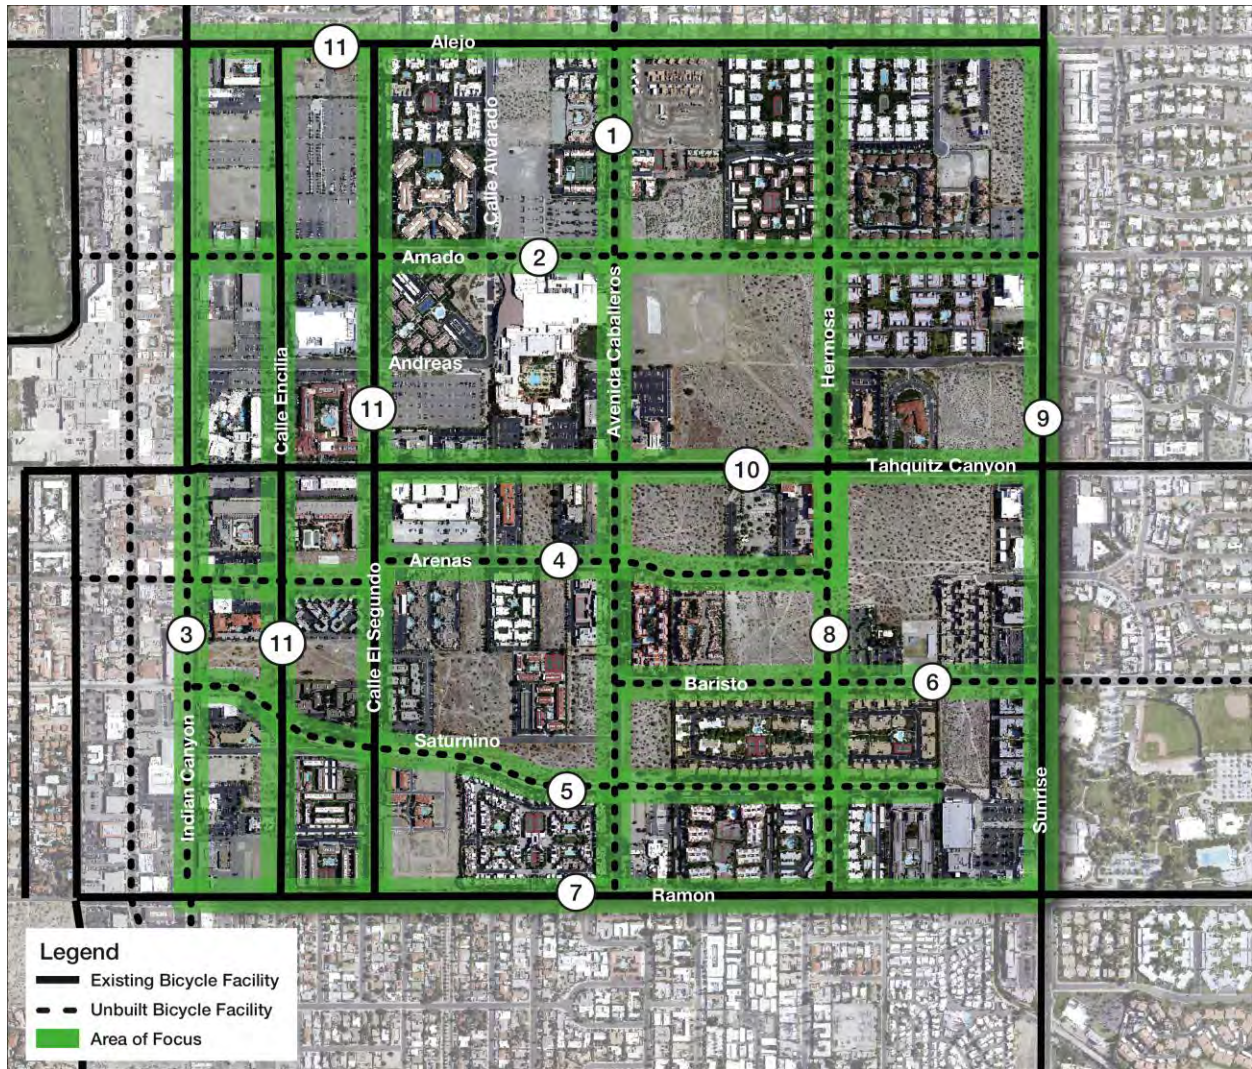 11
Alejo
Calle Alvarado
1
Amado
2
Avenida Caballeros
Hermosa
Calle Encilia
Andreas
11
9
10
Tahquitz Canyon
Arenas
4
Calle El Segundo
3
11
8
Baristo
6
Saturnino
Indian Canyon
5
Sunrise
7
Ramon
Legend
Existing Bicycle Facility
Unbuilt Bicycle Facility
Area of Focus